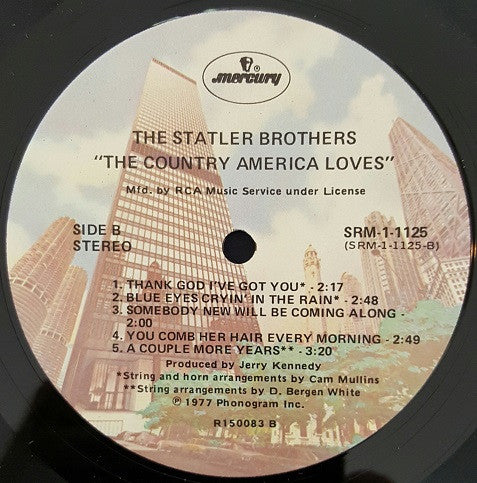 mercury ®
THE STATLER BROTHERS
"THE COUNTRY AMERICA LOVES"
Mfd. by RCA Music Service under License
SIDE B
STEREO
SRM-1-1125
(SRM-1-1125-B)
1. THANK GOD I'VE GOT YOU* - 2:17
2. BLUE EYES CRYIN' IN THE RAIN* - 2:48
3. SOMEBODY NEW WILL BE COMING ALONG -
2:00
4. YOU COMB HER HAIR EVERY MORNING - 2:49
5. A COUPLE MORE YEARS** - 3:20
Produced by Jerry Kennedy
*String and horn arrangements by Cam Mullins
**String arrangements by D. Bergen White
℗ 1977 Phonogram Inc.
R150083 B